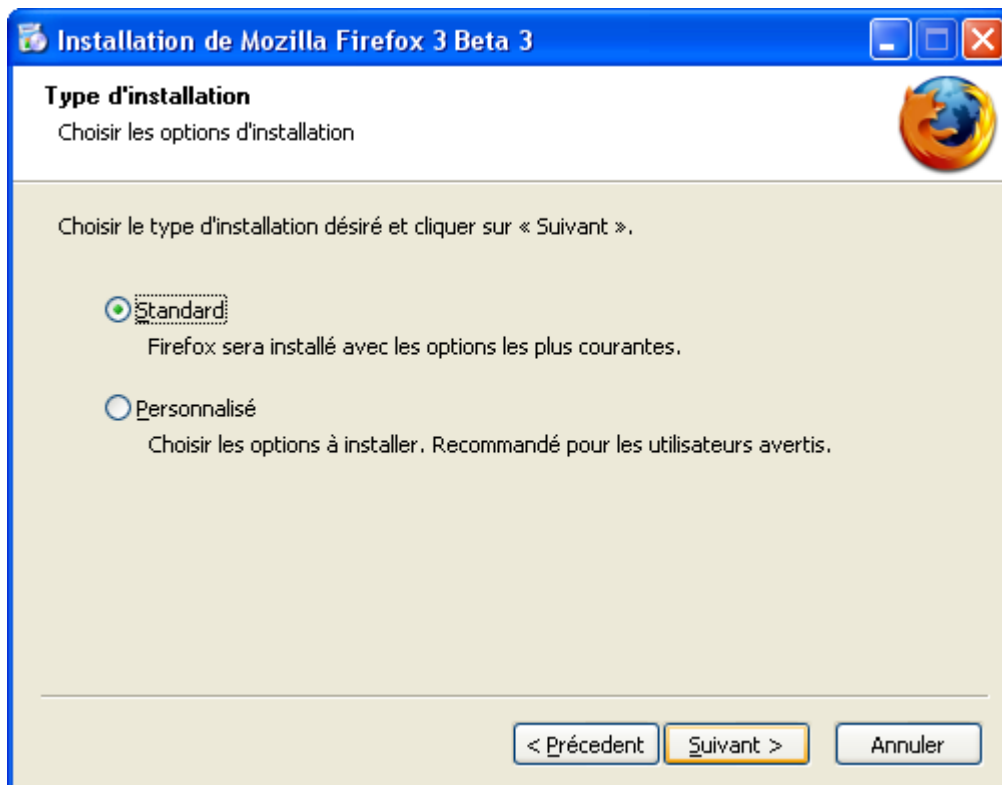 Installation de Mozilla Firefox 3 Beta 3
Type d'installation
Choisir les options d'installation
Choisir le type d'installation désiré et cliquer sur « Suivant ».
Standard
Firefox sera installé avec les options les plus courantes.
Personnalisé
Choisir les options à installer. Recommandé pour les utilisateurs avertis.
< Précedent Suivant > Annuler